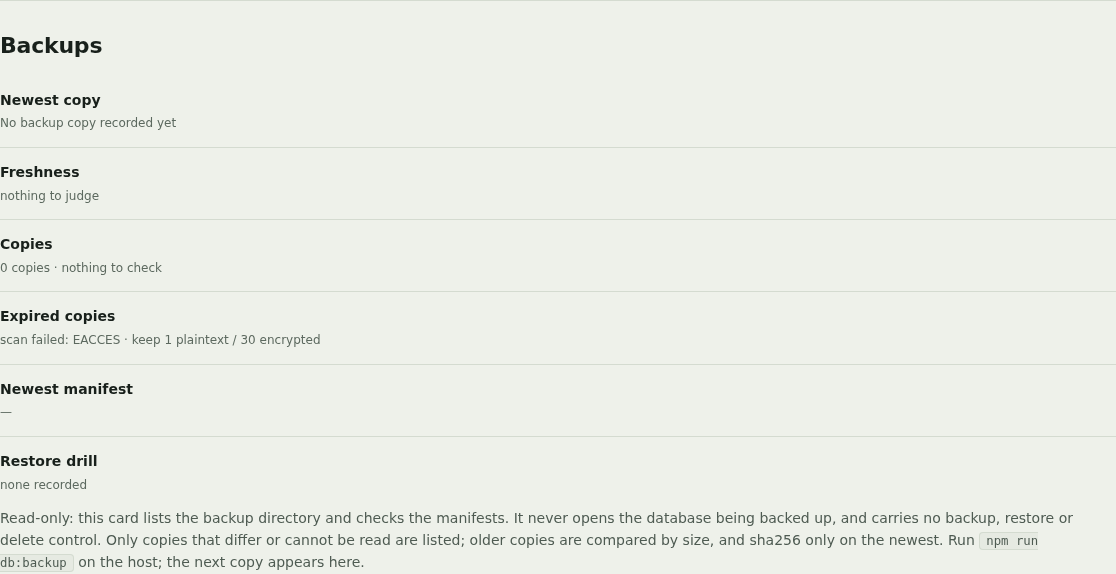 Backups
Newest copy
No backup copy recorded yet
Freshness
nothing to judge
Copies
0 copies · nothing to check
Expired copies
scan failed: EACCES · keep 1 plaintext / 30 encrypted
Newest manifest
—
Restore drill
none recorded
Read-only: this card lists the backup directory and checks the manifests. It never opens the database being backed up, and carries no backup, restore or
delete control. Only copies that differ or cannot be read are listed; older copies are compared by size, and sha256 only on the newest. Run npm run
db:backup on the host; the next copy appears here.